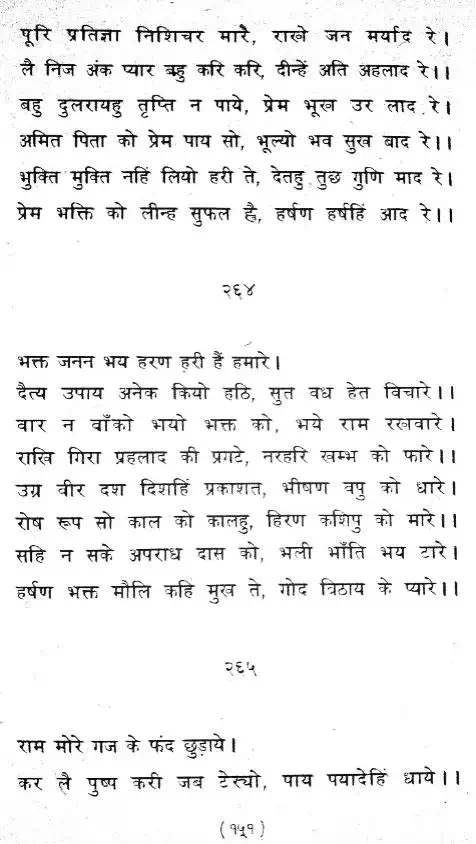 पूरि प्रतिज्ञा निशिचर मारे, राखे जन मर्याद रे।
लै निज अंक प्यार बहु करि करि, दीन्हें अति अहलाद रे।।
बहु दुलरायहु तृप्ति न पाये, प्रेम भूख उर लाद रे।
अमित पिता को प्रेम पाय सो, भूल्यो भव सुख बाद रे।।
भुक्ति मुक्ति नहिं लियो हरी ते, देतहु तुछ गुणि माद रे।
प्रेम भक्ति को लीन्ह सुफल है, हर्षण हर्षहिं आद रे।।
२६४
भक्त जनन भय हरण हरी हैं हमारे।
दैत्य उपाय अनेक कियो हठि, सुत वध हेत विचारे।।
वार न बाँको भयो भक्त को, भये राम रखवारे।
राखि गिरा प्रहलाद की प्रगटे, नरहरि खम्भ को फारे।।
उग्र वीर दश दिशहिं प्रकाशत, भीषण वपु को धारे।
रोष रूप सो काल को कालहु, हिरण कशिपु को मारे।।
सहि न सके अपराध दास को, भली भाँति भय टारे।
हर्षण भक्त मौलि कहि मुख ते, गोद विठाय के प्यारे।।
२६५
राम मोरे गज के फंद छुड़ाये।
कर लै पुष्प करी जब टेस्यो, पाय पयादेहिं धाये।।
(१५१)